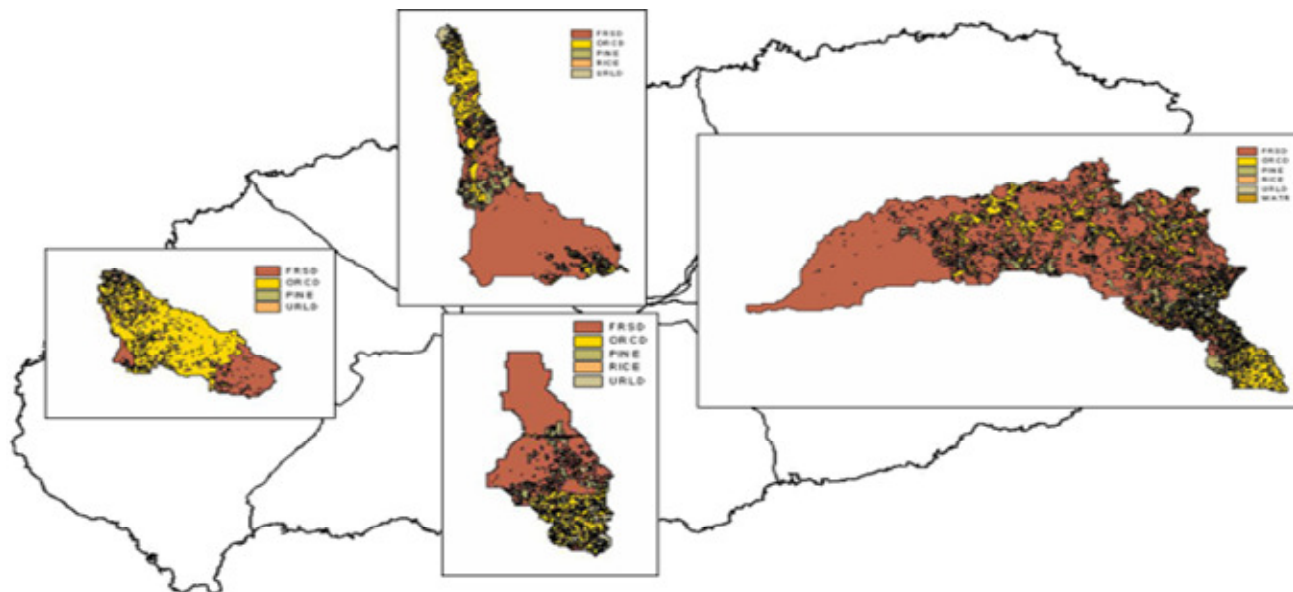 FRSD
ORCD
PINE
RICE
URLD
FRSD
ORCD
PINE
RICE
URLD
WATR
FRSD
ORCD
PINE
URLD
FRSD
ORCD
PINE
RICE
URLD